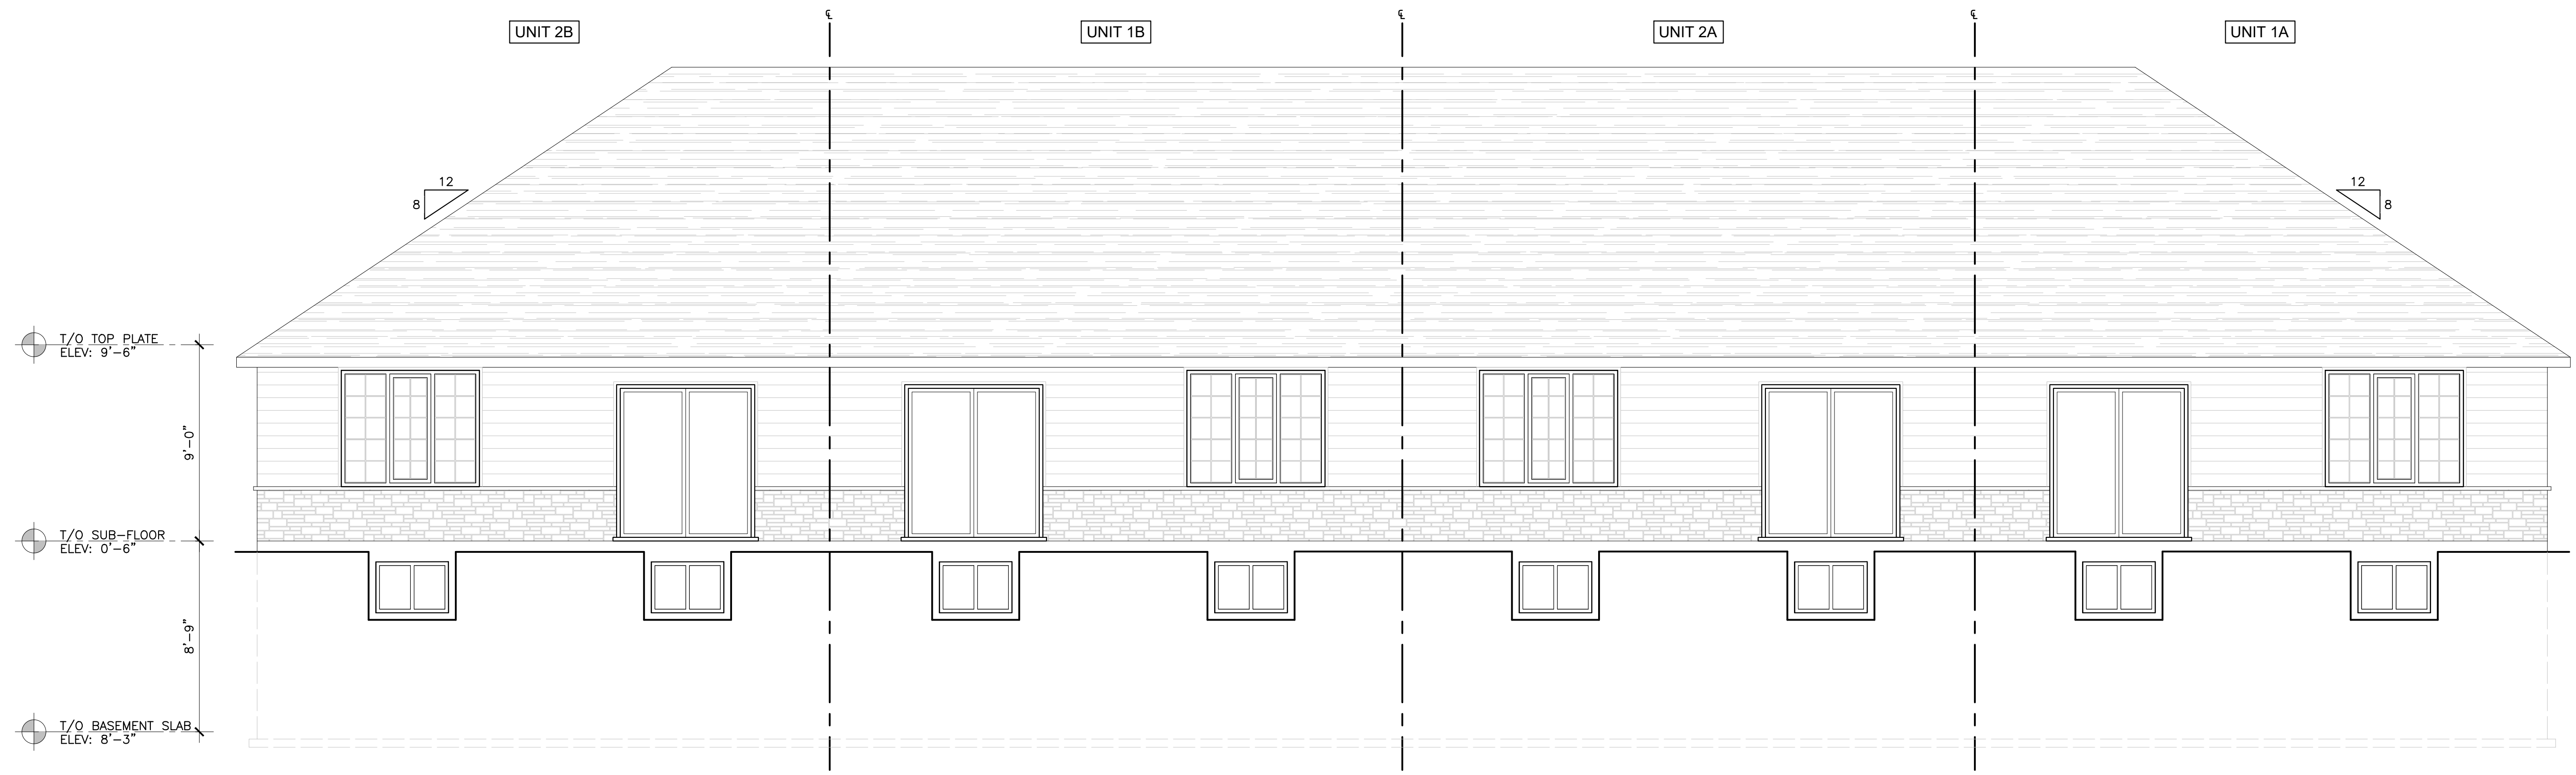 UNIT 2B
℄
UNIT 1B
℄
UNIT 2A
℄
UNIT 1A
12
8
12
8
T/O TOP PLATE
ELEV: 9'-6"
9'-0"
T/O SUB-FLOOR
ELEV: 0'-6"
8'-9"
T/O BASEMENT SLAB
ELEV: 8'-3"